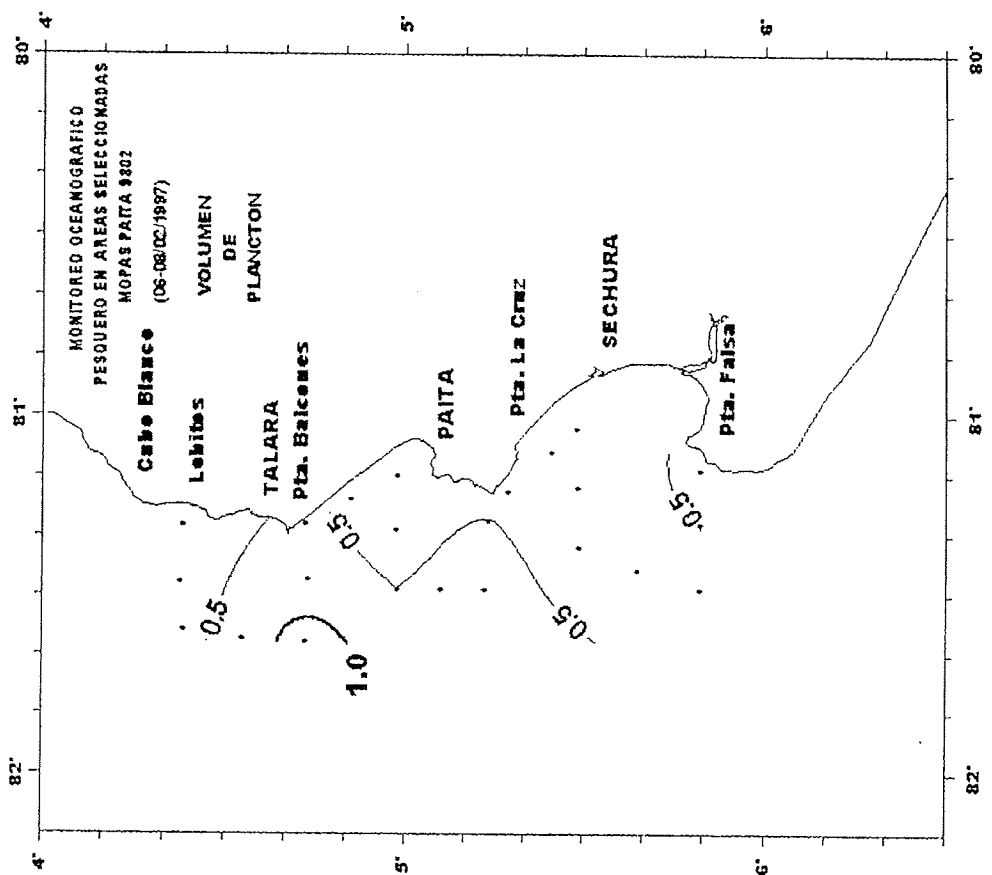 MONITOREO OCEANOGRAFICO
PESQUERO EN AREAS SELECCIONADAS
MOPAS PAITA 9802
(06-08/02/1997)
VOLUMEN
DE
PLANCTON
Cabo Blanco
Lobitos
TALARA
Pta. Balcones
PAITA
Pta. La Cruz
SECHURA
Pta. Falsa
0.5
1.0
0.5
0.5
0.5
82°
81°
80°
82°
81°
80°
4°
5°
6°
4°
5°
6°